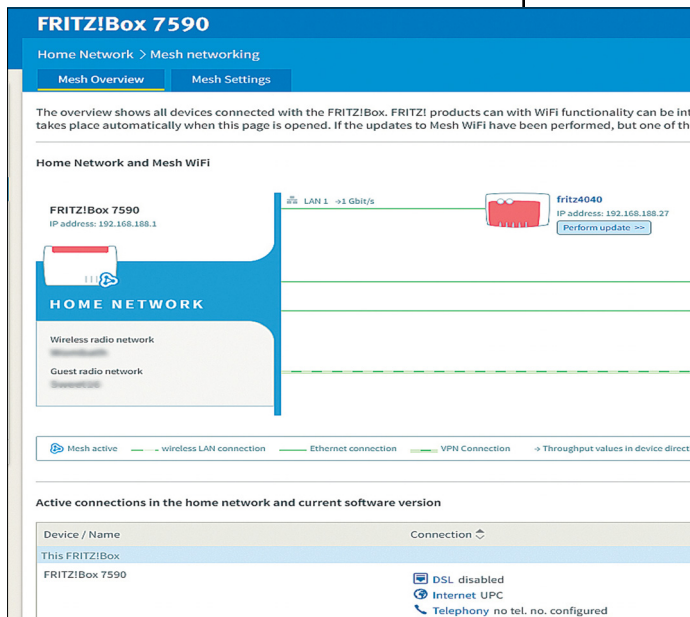 FRITZ!Box 7590
Home Network > Mesh networking
Mesh Overview Mesh Settings
The overview shows all devices connected with the FRITZ!Box. FRITZ! products can with WiFi functionality can be int
takes place automatically when this page is opened. If the updates to Mesh WiFi have been performed, but one of th
Home Network and Mesh WiFi
LAN 1 →1 Gbit/s
fritz4040
IP address: 192.168.188.27
Perform update >>
FRITZ!Box 7590
IP address: 192.168.188.1
HOME NETWORK
Wireless radio network
Guest radio network
Mesh active wireless LAN connection Ethernet connection VPN Connection → Throughput values in device direct
Active connections in the home network and current software version
Device / Name Connection
This FRITZ!Box
FRITZ!Box 7590
DSL disabled
Internet UPC
Telephony no tel. no. configured